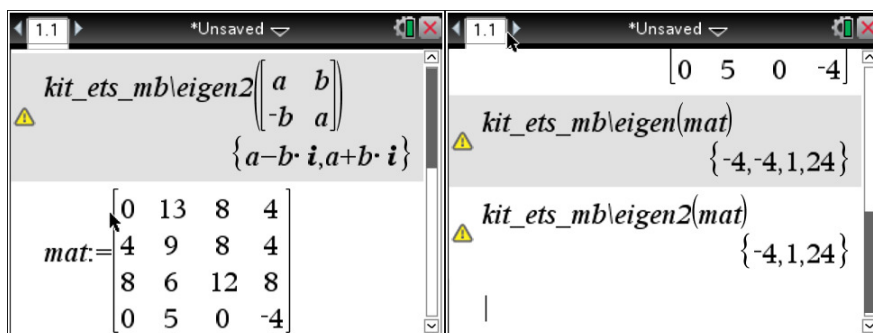 1.1 *Unsaved
kit_ets_mb\eigen2([a b
-b a])
{a−b·i,a+b·i}
mat:=[0 13 8 4
4 9 8 4
8 6 12 8
0 5 0 -4]
1.1 *Unsaved
[0 5 0 -4]
kit_ets_mb\eigen(mat)
{-4,-4,1,24}
kit_ets_mb\eigen2(mat)
{-4,1,24}